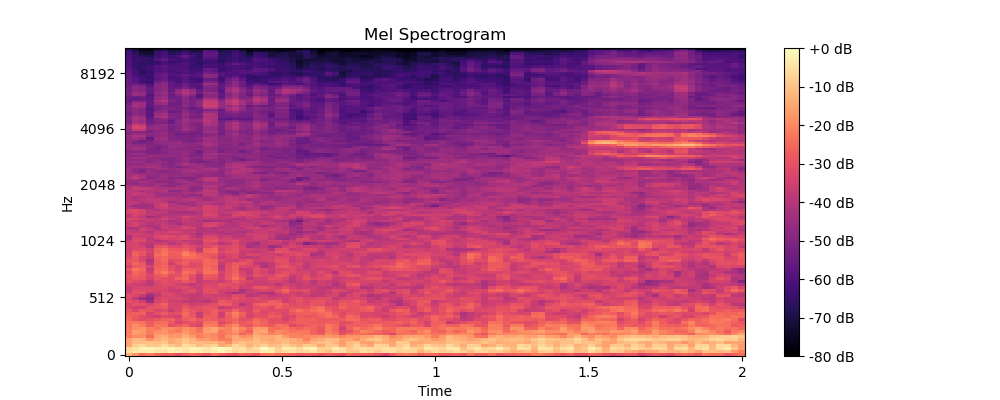 Mel Spectrogram
8192
4096
2048
1024
512
0
Hz
0
0.5
1
1.5
2
Time
+0 dB
-10 dB
-20 dB
-30 dB
-40 dB
-50 dB
-60 dB
-70 dB
-80 dB